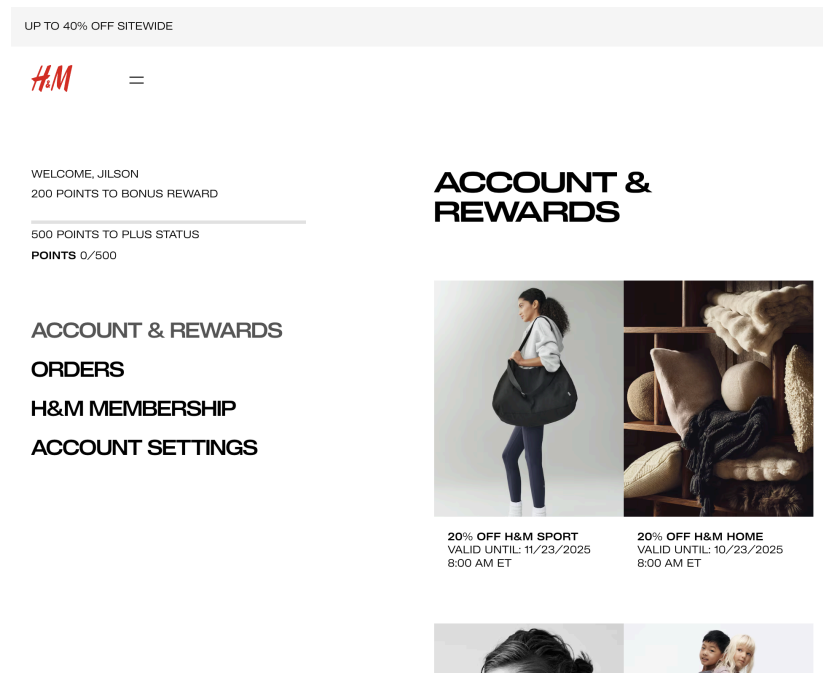 UP TO 40% OFF SITEWIDE
H&M
WELCOME, JILSON
200 POINTS TO BONUS REWARD
500 POINTS TO PLUS STATUS
POINTS 0/500
ACCOUNT & REWARDS
ORDERS
H&M MEMBERSHIP
ACCOUNT SETTINGS
ACCOUNT &
REWARDS
20% OFF H&M SPORT
VALID UNTIL: 11/23/2025
8:00 AM ET
20% OFF H&M HOME
VALID UNTIL: 10/23/2025
8:00 AM ET